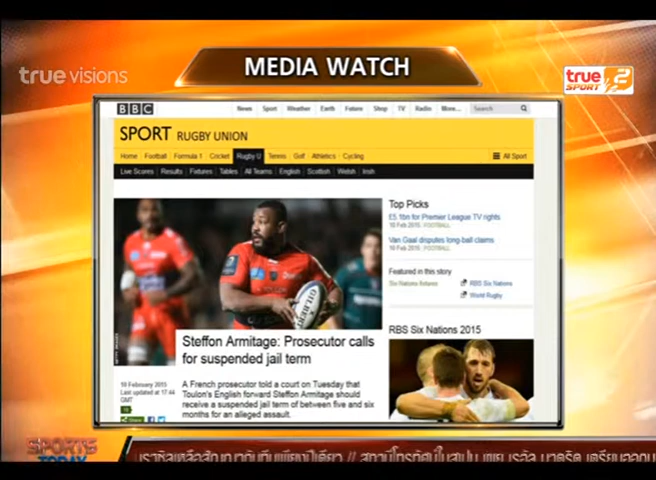 MEDIA WATCH
true visions
true 2
SPORT
BBC
News Sport Weather Earth Future Shop TV Radio More... Search
SPORT RUGBY UNION
Home Football Formula 1 Cricket Rugby U Tennis Golf Athletics Cycling All Sport
Live Scores Results Fixtures Tables All Teams English Scottish Welsh Irish
Top Picks
£5.1bn for Premier League TV rights
10 Feb 2015 FOOTBALL
Van Gaal disputes long-ball claims
10 Feb 2015 FOOTBALL
Featured in this story
Six Nations fixtures
RBS Six Nations
World Rugby
GILBERT
Steffon Armitage: Prosecutor calls
for suspended jail term
10 February 2015
Last updated at 17:44
GMT
Share
A French prosecutor told a court on Tuesday that
Toulon's English forward Steffon Armitage should
receive a suspended jail term of between five and six
months for an alleged assault.
RBS Six Nations 2015
SPORTS
TODAY